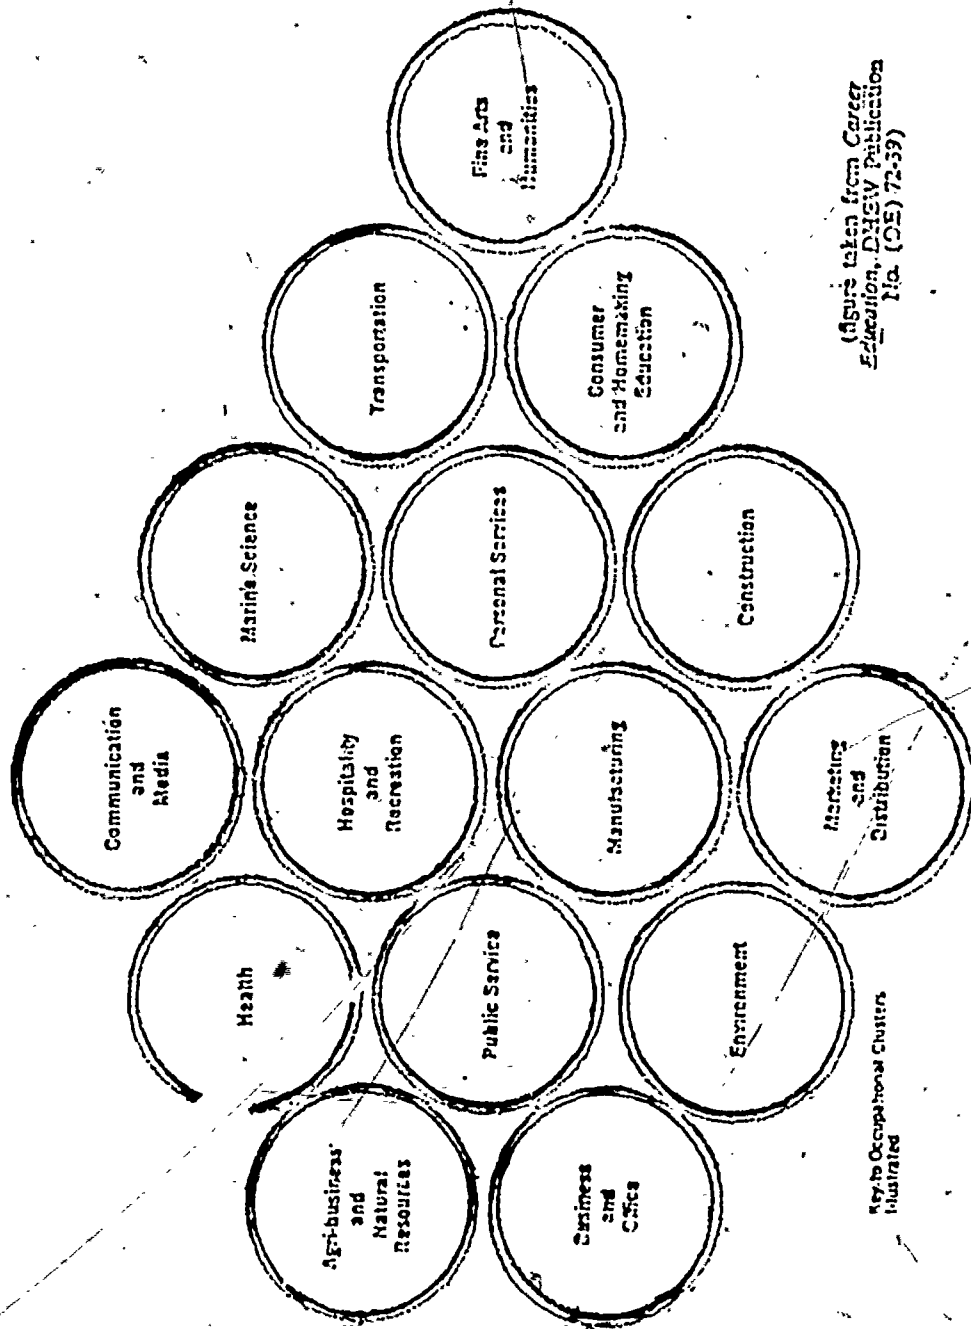 Communication
and
Media
Health
Marine Science
Agri-business
and
Natural
Resources
Hospitality
and
Recreation
Transportation
Public Service
Personal Services
Fine Arts
and
Humanities
Business
and
Office
Manufacturing
Consumer
and Homemaking
Education
Environment
Construction
Marketing
and
Distribution
Key to Occupational Clusters
Illustrated
(figure taken from Career
Education, DHEW Publication
No. (OE) 72-39)